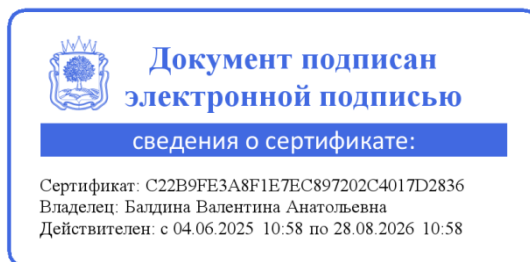 Документ подписан
электронной подписью
сведения о сертификате:
Сертификат: C22B9FE3A8F1E7EC897202C4017D2836
Владелец: Балдина Валентина Анатольевна
Действителен: с 04.06.2025 10:58 по 28.08.2026 10:58